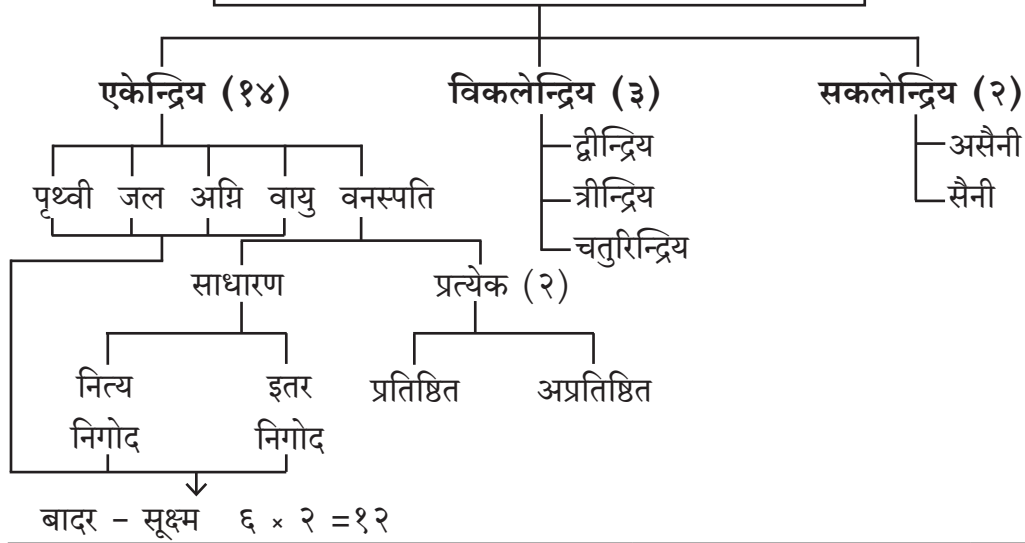 एकेन्द्रिय (१४) विकलेन्द्रिय (३) सकलेन्द्रिय (२)
द्वीन्द्रिय असैनी
पृथ्वी जल अग्नि वायु वनस्पति त्रीन्द्रिय सैनी
चतुरिन्द्रिय
साधारण प्रत्येक (२)
नित्य इतर प्रतिष्ठित अप्रतिष्ठित
निगोद निगोद
बादर - सूक्ष्म ६ × २ =१२